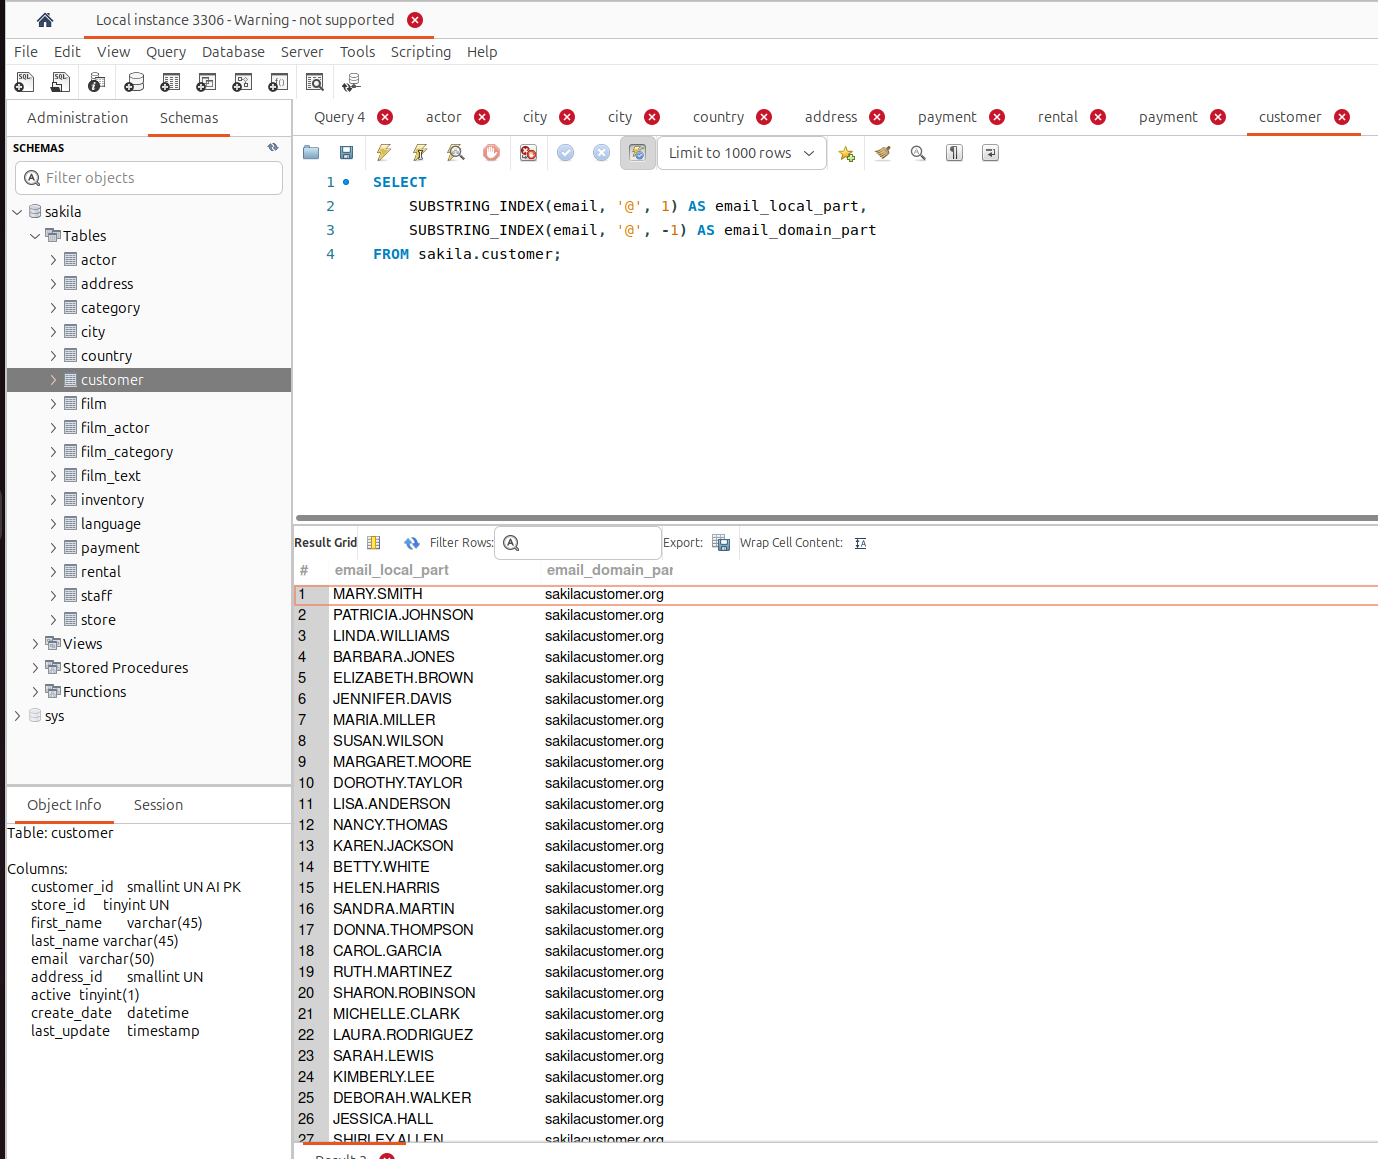 Local instance 3306 - Warning - not supported
File Edit View Query Database Server Tools Scripting Help
Administration Schemas
SCHEMAS
Filter objects
sakila
Tables
actor
address
category
city
country
customer
film
film_actor
film_category
film_text
inventory
language
payment
rental
staff
store
Views
Stored Procedures
Functions
sys
Object Info Session
Table: customer
Columns:
customer_id smallint UN AI PK
store_id tinyint UN
first_name varchar(45)
last_name varchar(45)
email varchar(50)
address_id smallint UN
active tinyint(1)
create_date datetime
last_update timestamp
Query 4 actor city city country address payment rental payment customer
Limit to 1000 rows
1 SELECT
2 SUBSTRING_INDEX(email, '@', 1) AS email_local_part,
3 SUBSTRING_INDEX(email, '@', -1) AS email_domain_part
4 FROM sakila.customer;
Result Grid Filter Rows: Export: Wrap Cell Content:
# email_local_part email_domain_par
1 MARY.SMITH sakilacustomer.org
2 PATRICIA.JOHNSON sakilacustomer.org
3 LINDA.WILLIAMS sakilacustomer.org
4 BARBARA.JONES sakilacustomer.org
5 ELIZABETH.BROWN sakilacustomer.org
6 JENNIFER.DAVIS sakilacustomer.org
7 MARIA.MILLER sakilacustomer.org
8 SUSAN.WILSON sakilacustomer.org
9 MARGARET.MOORE sakilacustomer.org
10 DOROTHY.TAYLOR sakilacustomer.org
11 LISA.ANDERSON sakilacustomer.org
12 NANCY.THOMAS sakilacustomer.org
13 KAREN.JACKSON sakilacustomer.org
14 BETTY.WHITE sakilacustomer.org
15 HELEN.HARRIS sakilacustomer.org
16 SANDRA.MARTIN sakilacustomer.org
17 DONNA.THOMPSON sakilacustomer.org
18 CAROL.GARCIA sakilacustomer.org
19 RUTH.MARTINEZ sakilacustomer.org
20 SHARON.ROBINSON sakilacustomer.org
21 MICHELLE.CLARK sakilacustomer.org
22 LAURA.RODRIGUEZ sakilacustomer.org
23 SARAH.LEWIS sakilacustomer.org
24 KIMBERLY.LEE sakilacustomer.org
25 DEBORAH.WALKER sakilacustomer.org
26 JESSICA.HALL sakilacustomer.org
27 SHIRLEY.ALLEN sakilacustomer.org